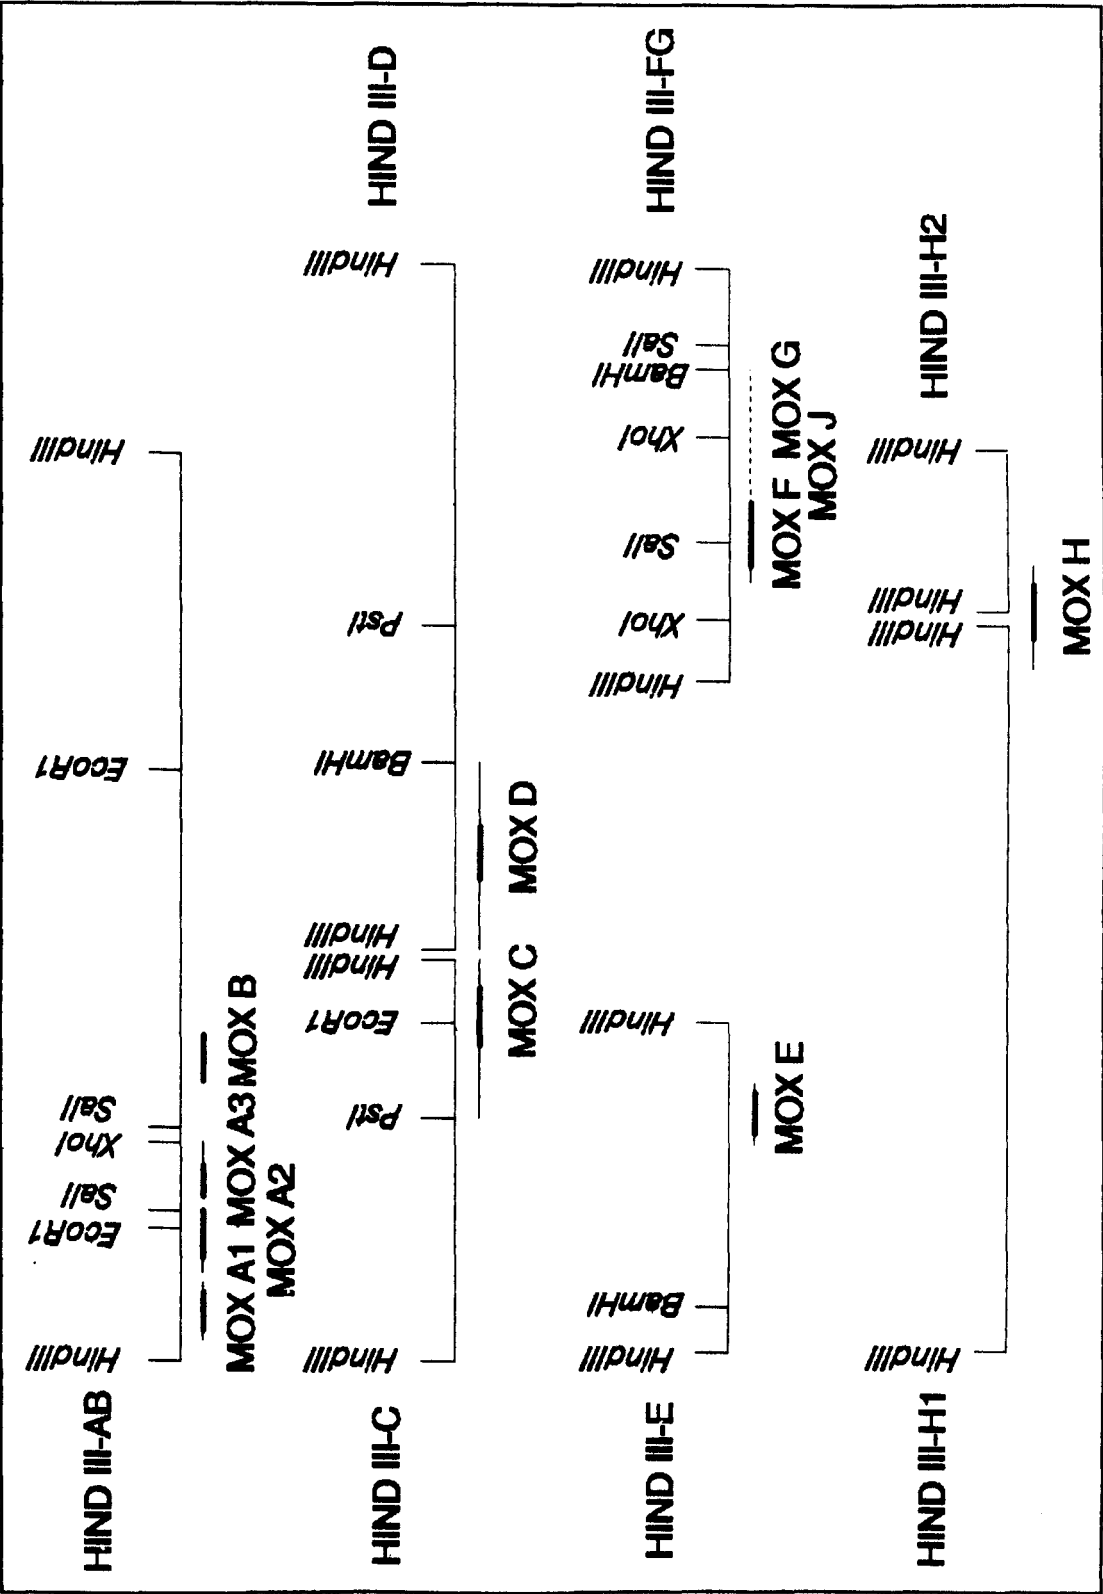 HIND III-AB
HindIII EcoR1 SalI XhoI SalI EcoR1 HindIII
MOX A1 MOX A3 MOX B
MOX A2
HIND III-C
HIND III-D
HindIII PstI EcoR1 HindIII HindIII BamHI PstI HindIII
MOX C MOX D
HIND III-E
HIND III-FG
HindIII BamHI HindIII HindIII XhoI SalI XhoI BamHI SalI HindIII
MOX E
MOX F MOX G
MOX J
HIND III-H1
HIND III-H2
HindIII HindIII HindIII HindIII
MOX H